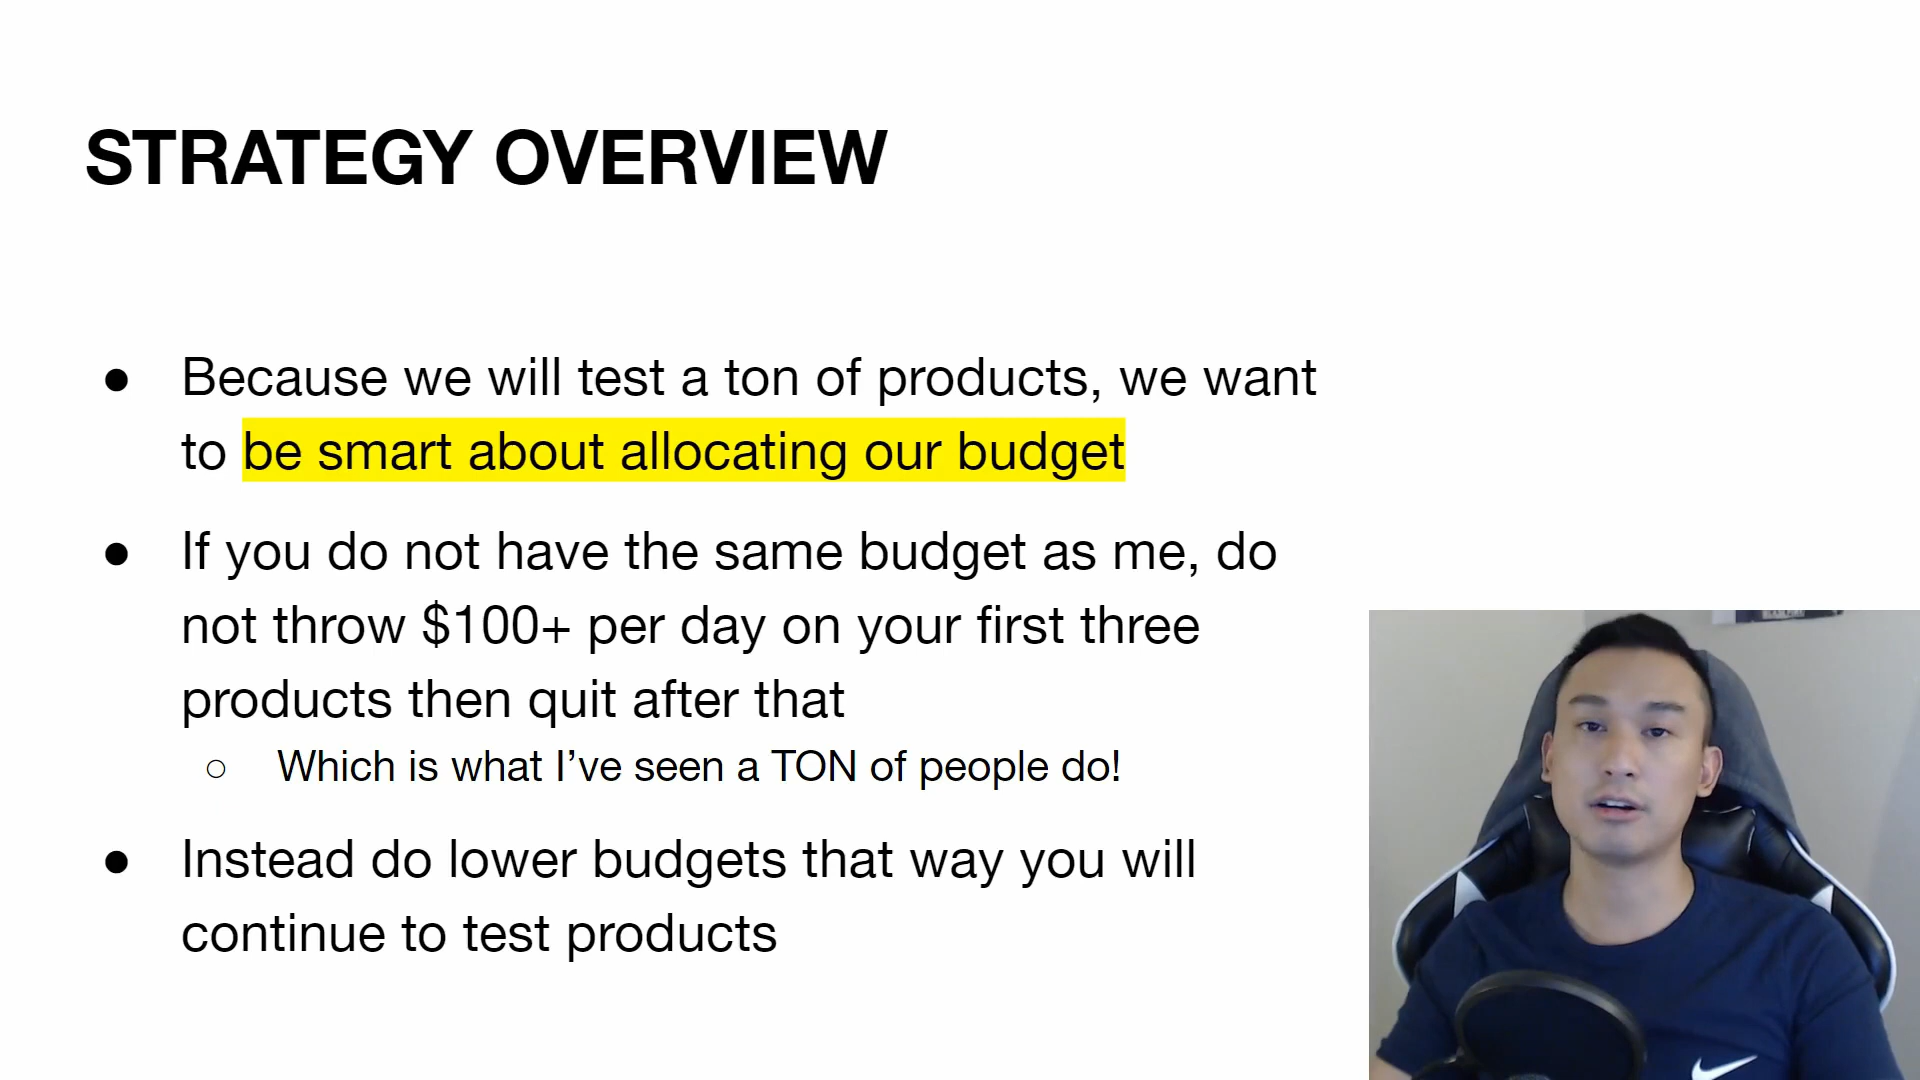 STRATEGY OVERVIEW
● Because we will test a ton of products, we want
to be smart about allocating our budget
● If you do not have the same budget as me, do
not throw $100+ per day on your first three
products then quit after that
○ Which is what I’ve seen a TON of people do!
● Instead do lower budgets that way you will
continue to test products